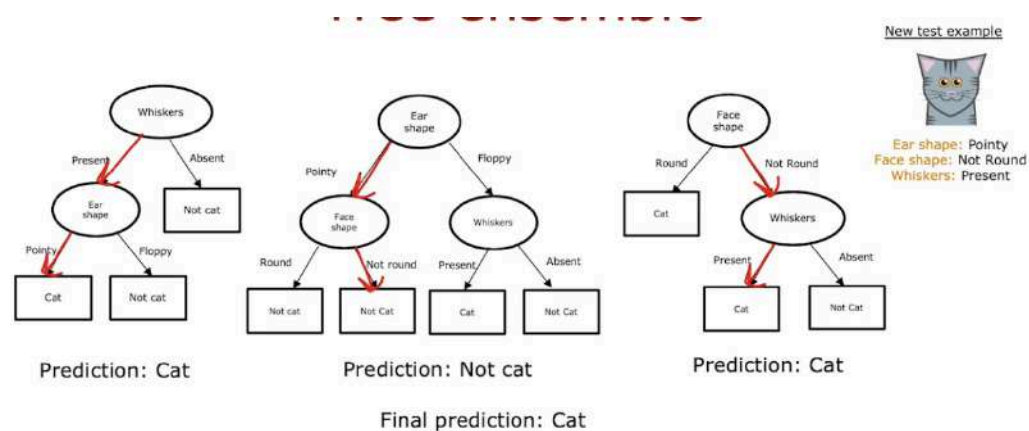 Tree ensemble
New test example
Ear shape: Pointy
Face shape: Not Round
Whiskers: Present
Whiskers
Present
Absent
Ear
shape
Not cat
Pointy
Floppy
Cat
Not cat
Prediction: Cat
Ear
shape
Pointy
Floppy
Face
shape
Whiskers
Round
Not round
Present
Absent
Not cat
Not Cat
Cat
Not Cat
Prediction: Not cat
Face
shape
Round
Not Round
Cat
Whiskers
Present
Absent
Cat
Not Cat
Prediction: Cat
Final prediction: Cat